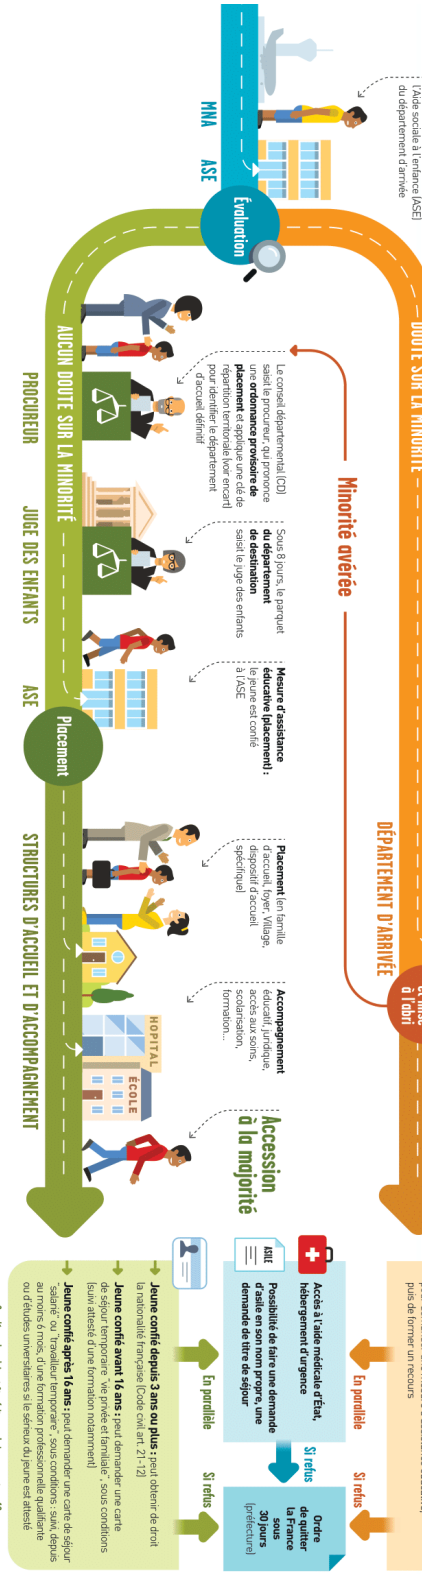 l'Aide sociale à l'enfance (ASE)
du département d'arrivée
MNA
ASE
Évaluation
DOUTE SUR LA MINORITÉ
AUCUN DOUTE SUR LA MINORITÉ
PROCUREUR
Le conseil départemental (CD)
saisit le procureur, qui prononce
une ordonnance provisoire de
placement et applique une clé de
répartition territoriale (voir encart)
pour identifier le département
d'accueil définitif
Minorité avérée
JUGE DES ENFANTS
Sous 8 jours, le parquet
du département
de destination
saisit le juge des enfants
ASE
Mesure d'assistance
éducative (placement) :
le jeune est confié
à l'ASE
Placement
DÉPARTEMENT D'ARRIVÉE
à l'abri
STRUCTURES D'ACCUEIL ET D'ACCOMPAGNEMENT
Placement (en famille
d'accueil, foyer, Village,
dispositif d'accueil
spécifique)
Accompagnement
éducatif, juridique,
accès aux soins,
scolarisation,
formation...
HOPITAL
ÉCOLE
Accession
à la majorité
puis de former un recours
En parallèle
Si refus
Accès à l'aide médicale d'État,
hébergement d'urgence
ASILE
Possibilité de faire une demande
d'asile en son nom propre, une
demande de titre de séjour
Si refus
Ordre
de quitter
la France
sous
30 jours
(préfecture)
En parallèle
Si refus
Jeune confié depuis 3 ans ou plus : peut obtenir de droit
la nationalité française (Code civil art. 21-12)
Jeune confié avant 16 ans : peut demander une carte
de séjour temporaire "vie privée et familiale", sous conditions
(suivi attesté d'une formation notamment)
Jeune confié après 16 ans : peut demander une carte de séjour
"salarié" ou "travailleur temporaire", sous conditions : suivi, depuis
au moins 6 mois, d'une formation professionnelle qualifiante
ou d'études universitaires si le sérieux du jeune est attesté